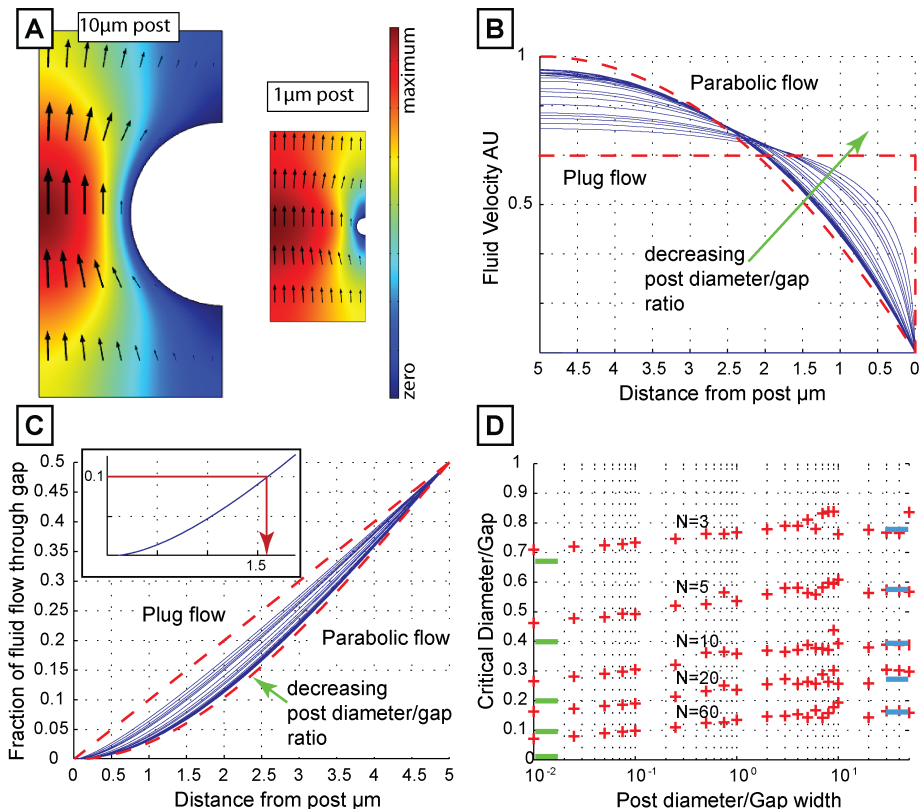 A
10µm post
1µm post
maximum
zero
B
1
0.5
Fluid Velocity AU
Parabolic flow
Plug flow
decreasing
post diameter/gap
ratio
5 4.5 4 3.5 3 2.5 2 1.5 1 0.5 0
Distance from post µm
C
0.5
0.45
0.4
0.35
0.3
0.25
0.2
0.15
0.1
0.05
0
Fraction of fluid flow through gap
0.1
1.5
Plug flow
Parabolic flow
decreasing
post diameter/gap
ratio
0 0.5 1 1.5 2 2.5 3 3.5 4 4.5 5
Distance from post µm
D
1
0.9
0.8
0.7
0.6
0.5
0.4
0.3
0.2
0.1
0
Critical Diameter/Gap
N=3
N=5
N=10
N=20
N=60
10⁻² 10⁻¹ 10⁰ 10¹
Post diameter/Gap width